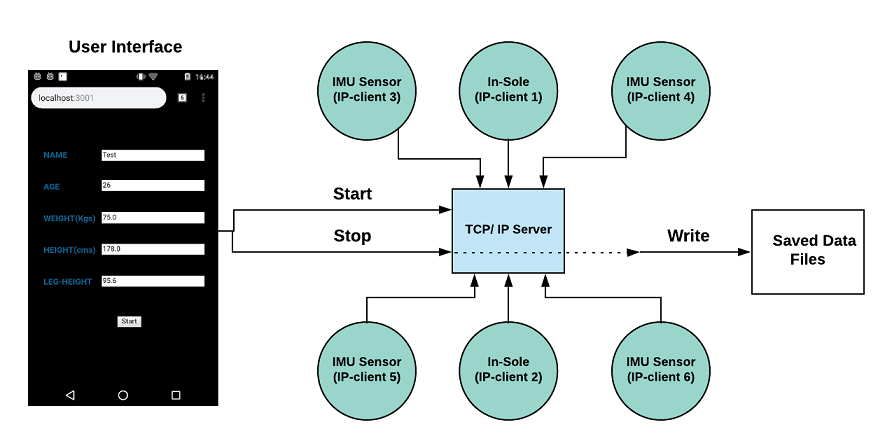 User Interface
16:44
localhost:3001
6
NAME
Test
AGE
26
WEIGHT(Kgs)
75.0
HEIGHT(cms)
178.0
LEG-HEIGHT
95.6
Start
IMU Sensor
(IP-client 3)
In-Sole
(IP-client 1)
IMU Sensor
(IP-client 4)
Start
Stop
TCP/ IP Server
Write
Saved Data
Files
IMU Sensor
(IP-client 5)
In-Sole
(IP-client 2)
IMU Sensor
(IP-client 6)